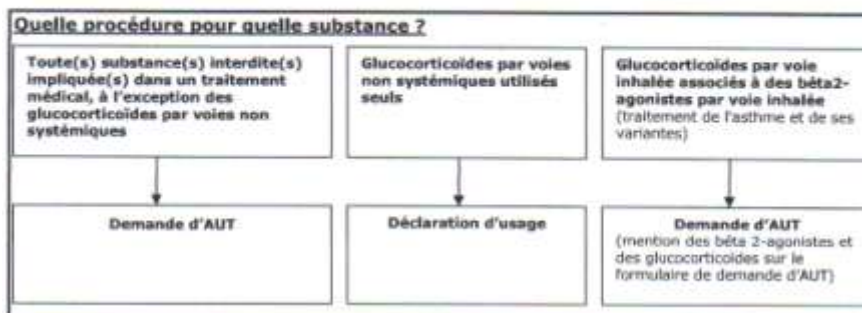 Quelle procédure pour quelle substance ?
Toute(s) substance(s) interdite(s)
impliquée(s) dans un traitement
médical, à l'exception des
glucocorticoïdes par voies non
systémiques
Glucocorticoïdes par voies
non systémiques utilisés
seuls
Glucocorticoïdes par voie
inhalée associés à des bêta2-
agonistes par voie inhalée
(traitement de l'asthme et de ses
variantes)
Demande d'AUT
Déclaration d'usage
Demande d'AUT
(mention des bêta 2-agonistes et
des glucocorticoïdes sur le
formulaire de demande d'AUT)